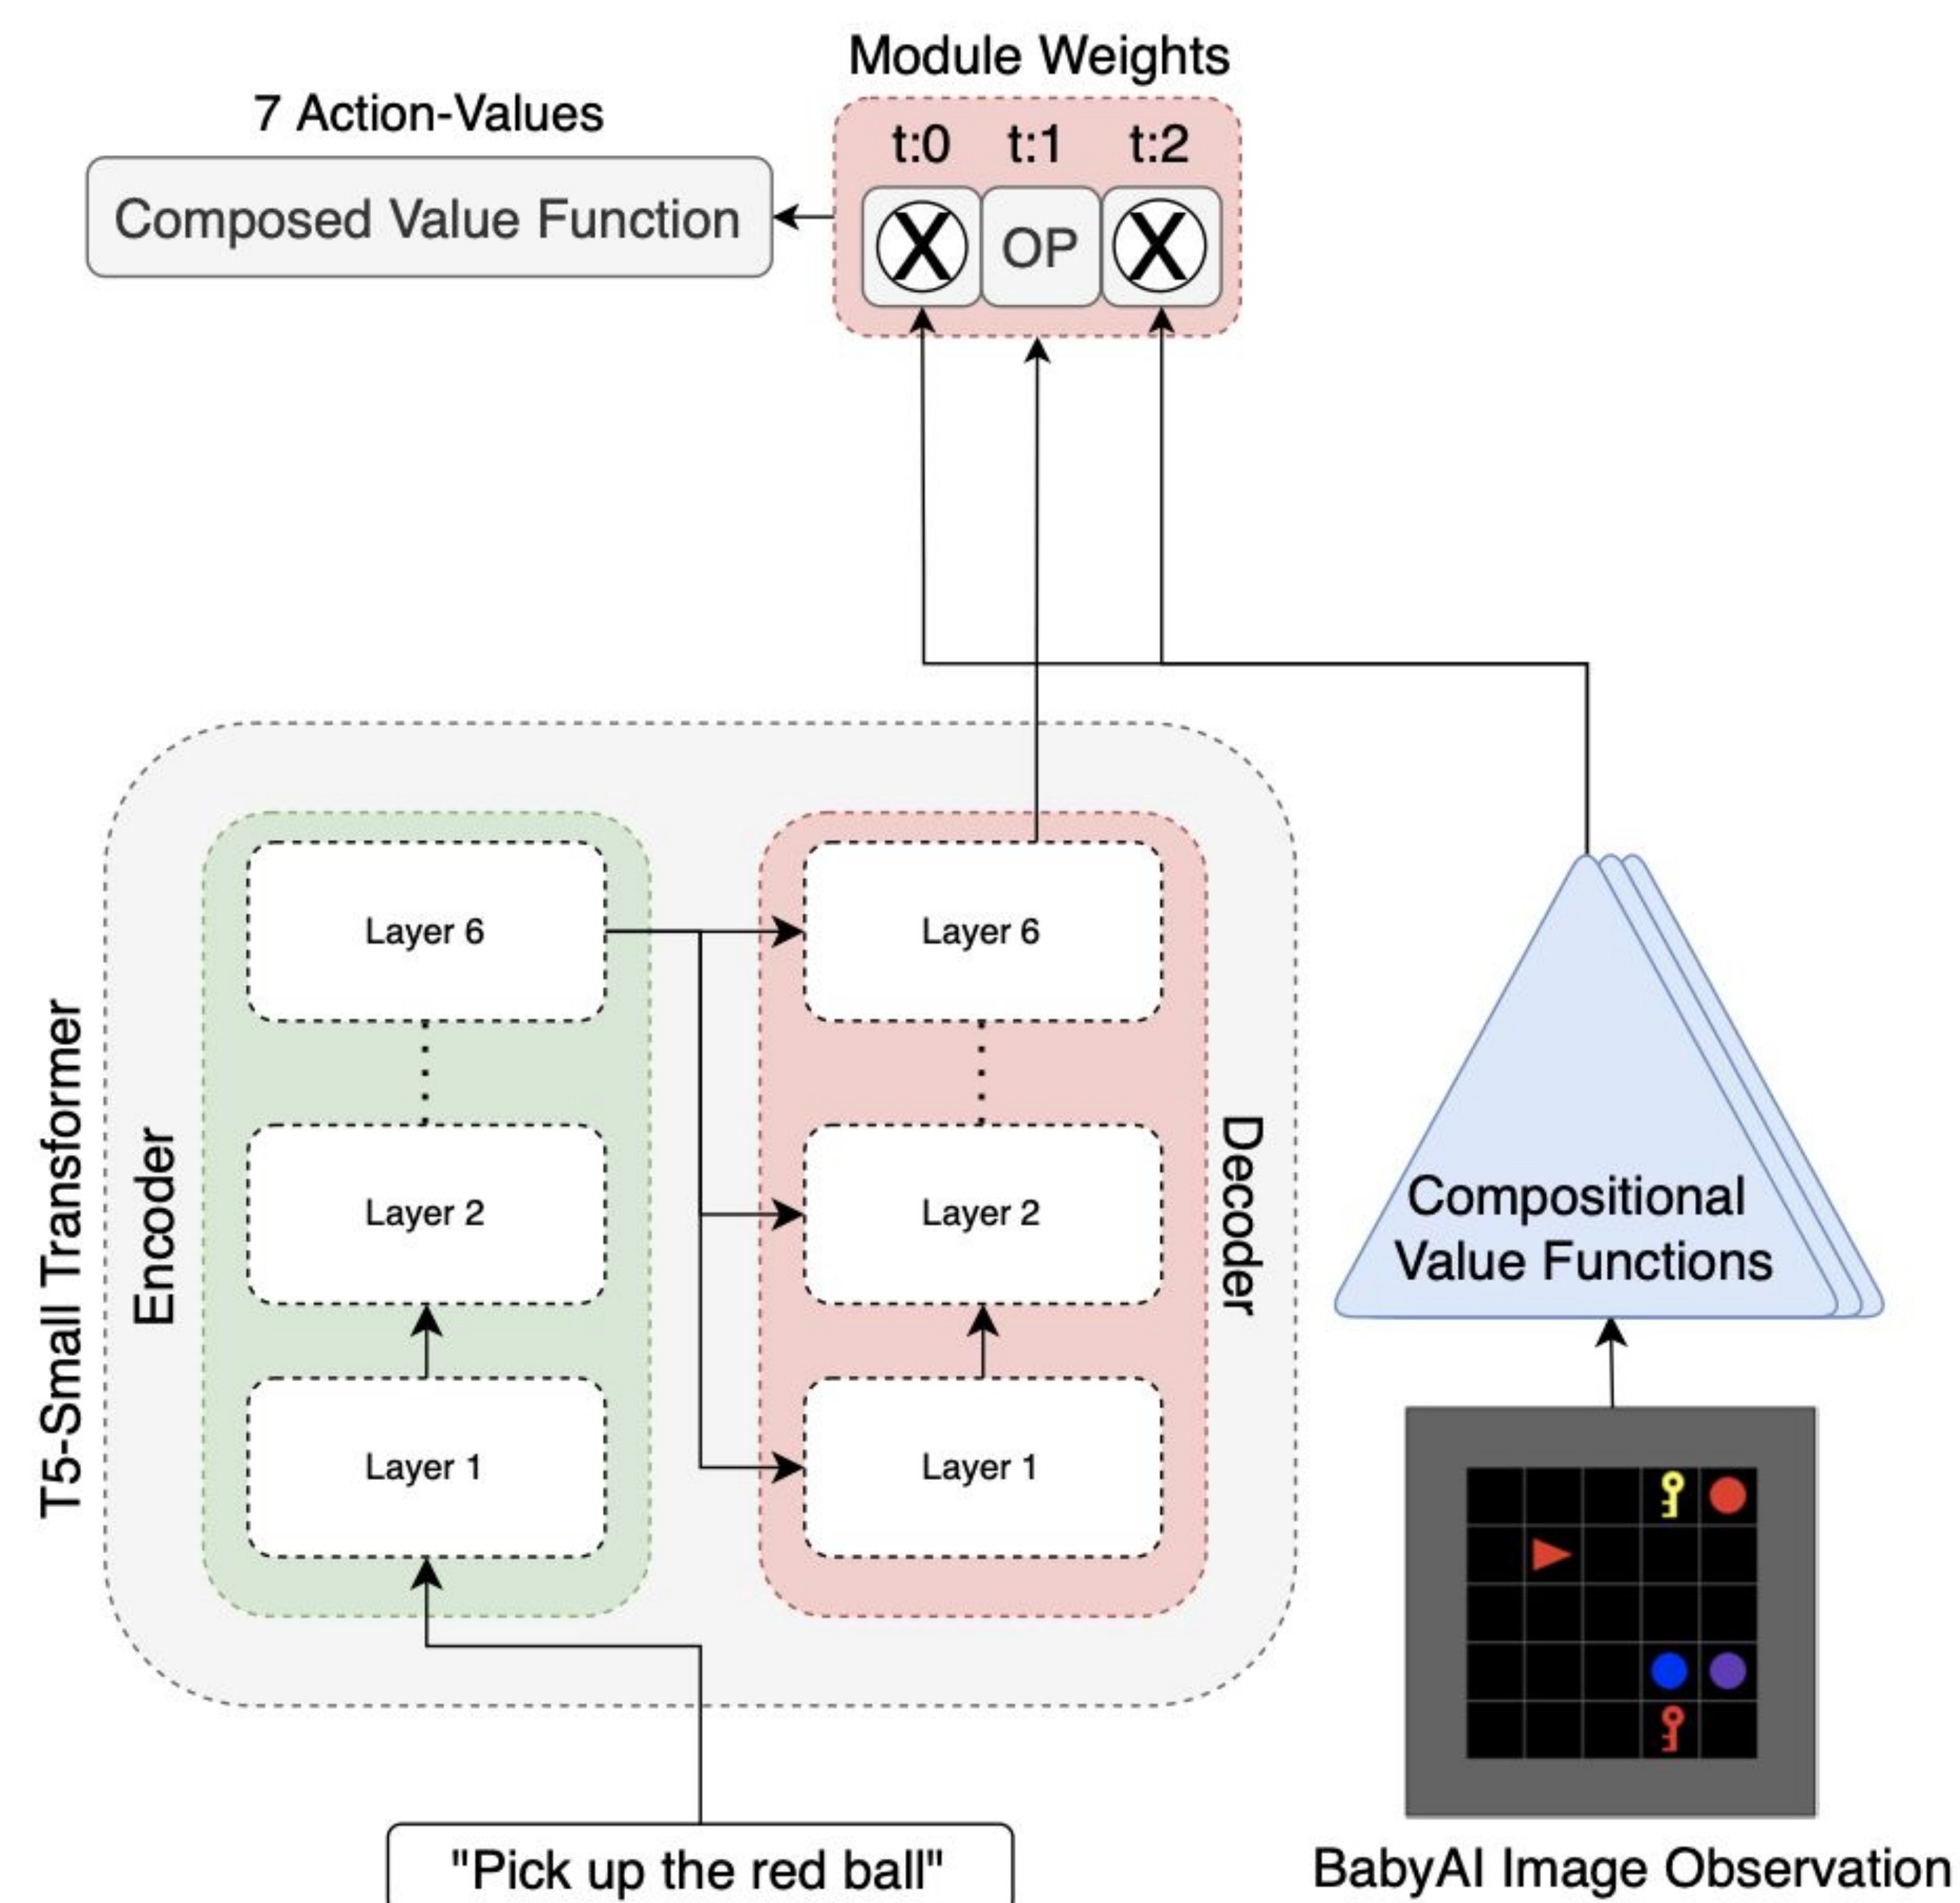 Module Weights
7 Action-Values
t:0 t:1 t:2
Composed Value Function
X OP X
T5-Small Transformer
Encoder
Decoder
Layer 6
Layer 6
Layer 2
Layer 2
Layer 1
Layer 1
Compositional
Value Functions
"Pick up the red ball"
BabyAI Image Observation